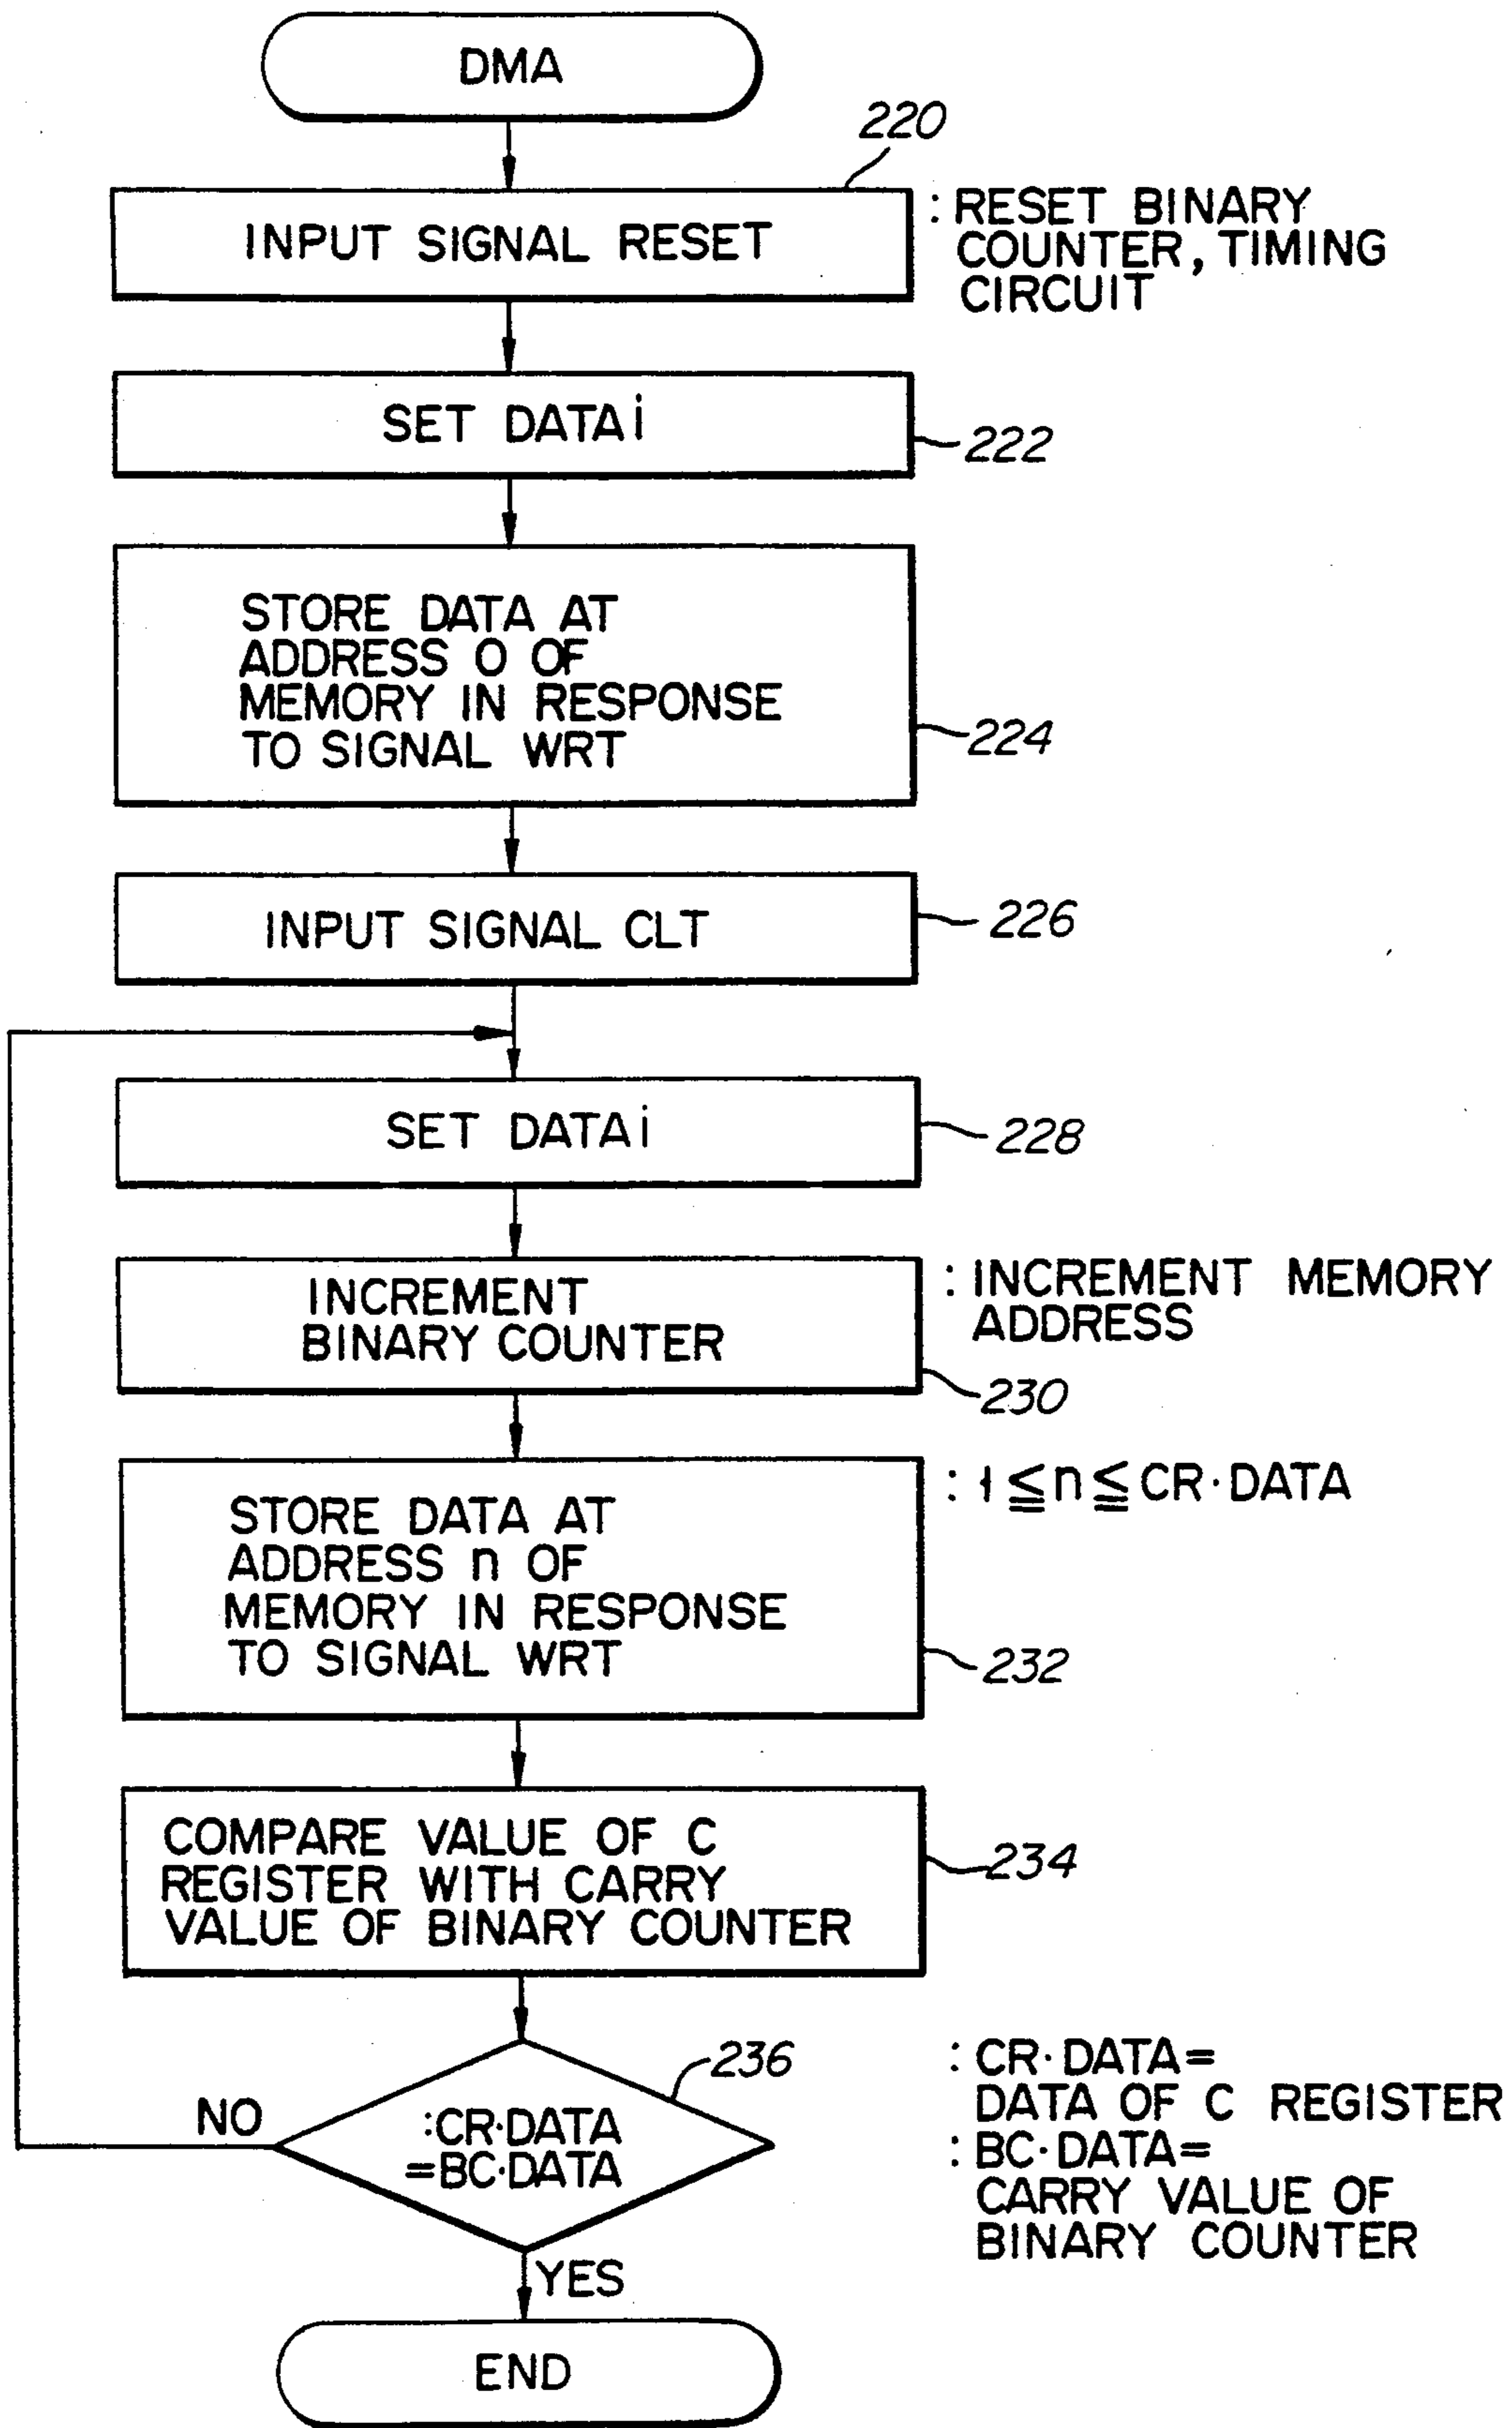 DMA
220
INPUT SIGNAL RESET
: RESET BINARY
COUNTER, TIMING
CIRCUIT
SET DATA i
222
STORE DATA AT
ADDRESS 0 OF
MEMORY IN RESPONSE
TO SIGNAL WRT
224
INPUT SIGNAL CLT
226
SET DATA i
228
INCREMENT
BINARY COUNTER
: INCREMENT MEMORY
ADDRESS
230
: 1 ≦ n ≦ CR·DATA
STORE DATA AT
ADDRESS n OF
MEMORY IN RESPONSE
TO SIGNAL WRT
232
COMPARE VALUE OF C
REGISTER WITH CARRY
VALUE OF BINARY COUNTER
234
236
NO
:CR·DATA
=BC·DATA
: CR·DATA=
DATA OF C REGISTER
: BC·DATA=
CARRY VALUE OF
BINARY COUNTER
YES
END